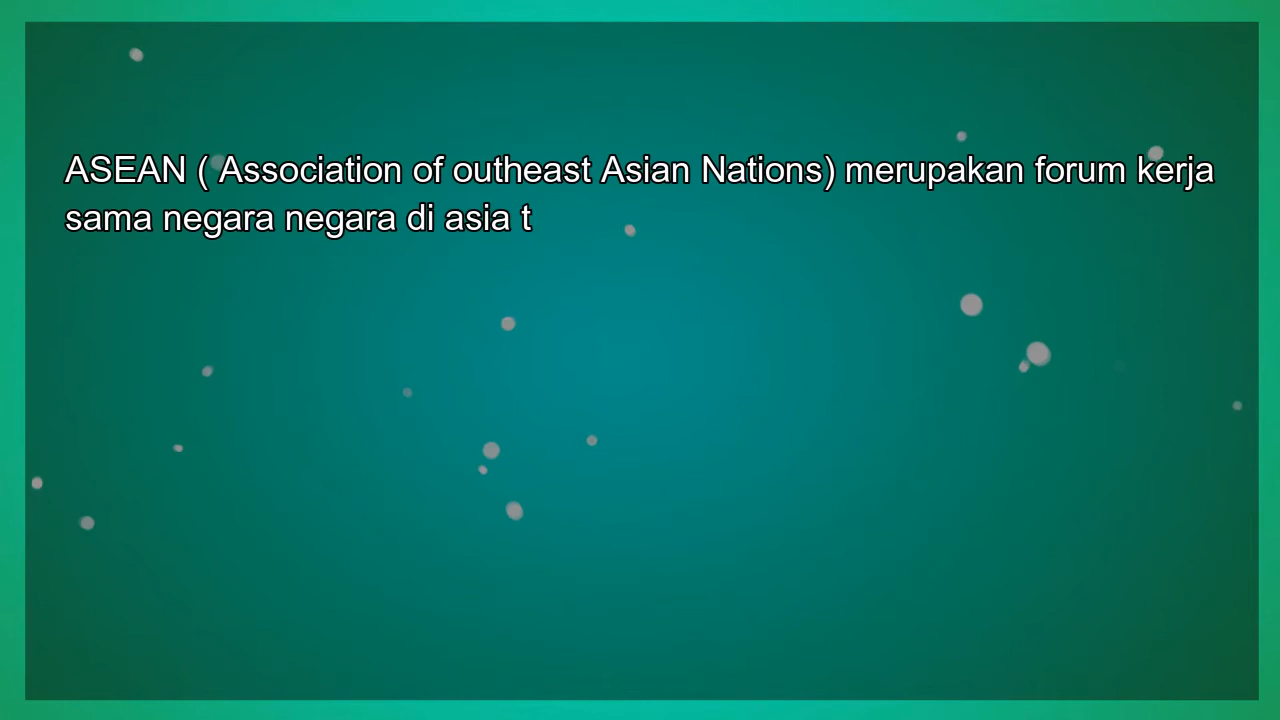 ASEAN ( Association of outheast Asian Nations) merupakan forum kerja
sama negara negara di asia t